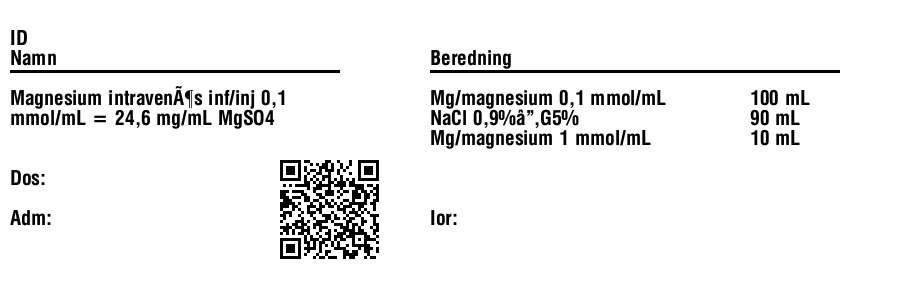 ID
Namn
Magnesium intravenÃ¶s inf/inj 0,1
mmol/mL = 24,6 mg/mL MgSO4
Dos:
Adm:
Beredning
Mg/magnesium 0,1 mmol/mL 100 mL
NaCl 0,9%â”,G5% 90 mL
Mg/magnesium 1 mmol/mL 10 mL
Ior: